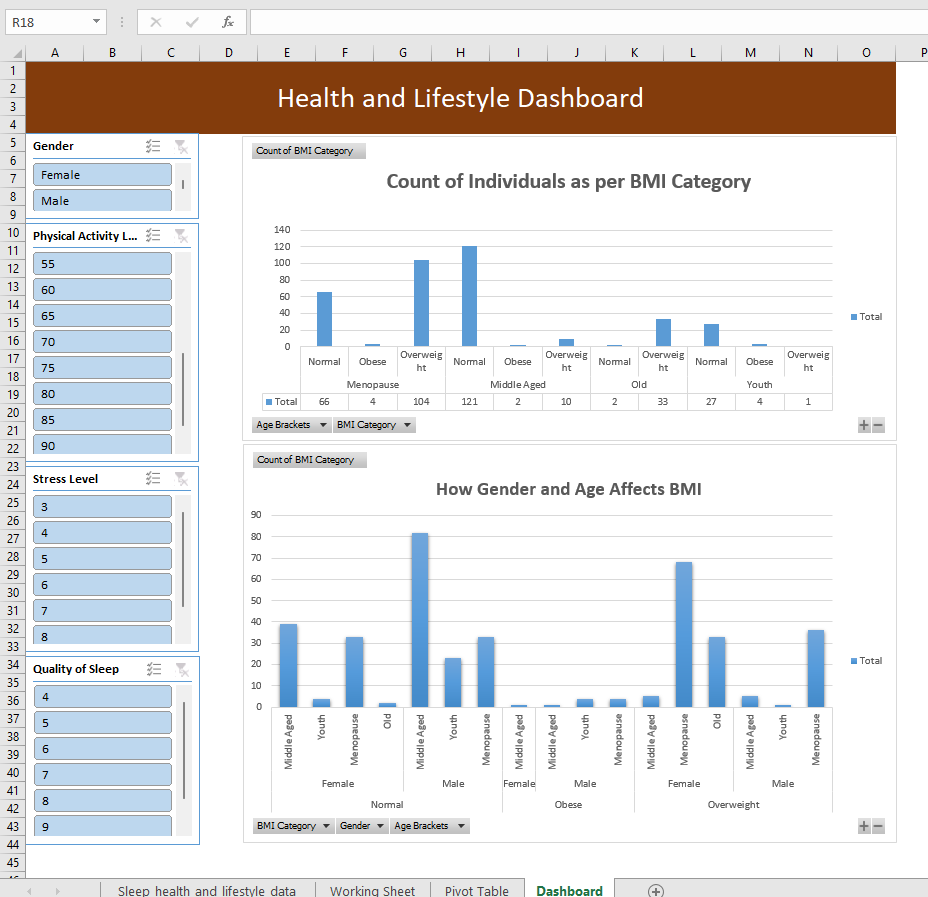 R18
fx
A B C D E F G H I J K L M N O P
1
2
3
4
5
6
7
8
9
10
11
12
13
14
15
16
17
18
19
20
21
22
23
24
25
26
27
28
29
30
31
32
33
34
35
36
37
38
39
40
41
42
43
44
45
Health and Lifestyle Dashboard
Gender
Female
Male
Physical Activity L...
55
60
65
70
75
80
85
90
Stress Level
3
4
5
6
7
8
Quality of Sleep
4
5
6
7
8
9
Count of BMI Category
Count of Individuals as per BMI Category
140
120
100
80
60
40
20
0
Normal Obese Overweig
ht Normal Obese Overweig
ht Normal Overweig
ht Normal Obese Overweig
ht
Menopause Middle Aged Old Youth
Total 66 4 104 121 2 10 2 33 27 4 1
Total
Age Brackets BMI Category
Count of BMI Category
How Gender and Age Affects BMI
90
80
70
60
50
40
30
20
10
0
Middle Aged Youth Menopause Old Middle Aged Youth Menopause Middle Aged Middle Aged Youth Menopause Middle Aged Menopause Old Middle Aged Youth Menopause
Female Male Female Male Female Male
Normal Obese Overweight
Total
BMI Category Gender Age Brackets
Sleep_health_and_lifestyle_data Working Sheet Pivot Table Dashboard